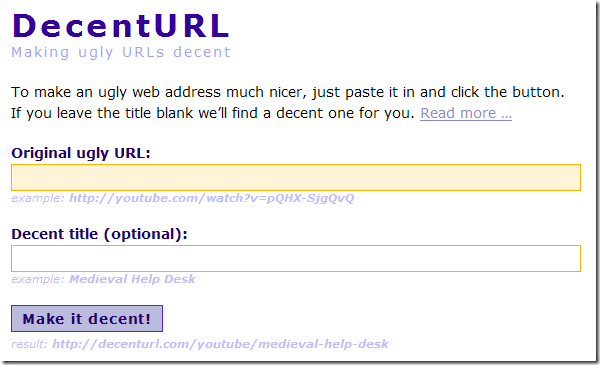 DecentURL
Making ugly URLs decent
To make an ugly web address much nicer, just paste it in and click the button.
If you leave the title blank we'll find a decent one for you. Read more ...
Original ugly URL:
example: http://youtube.com/watch?v=pQHX-SjgQvQ
Decent title (optional):
example: Medieval Help Desk
Make it decent!
result: http://decenturl.com/youtube/medieval-help-desk